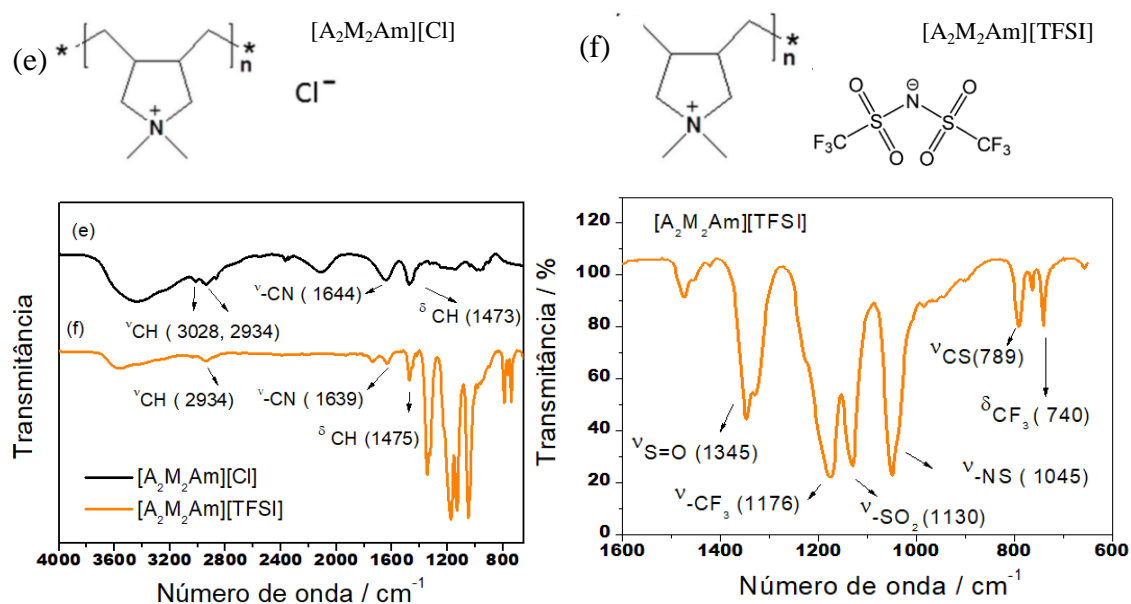 (e)
*
n
*
N
+
Cl⁻
[A₂M₂Am][Cl]
(f)
n
*
N
+
[A₂M₂Am][TFSI]
O
⊖
O
S
N
S
F₃C
O
O
CF₃
(e)
ν-CN ( 1644)
δ CH (1473)
νCH ( 3028, 2934)
(f)
νCH ( 2934)
ν-CN ( 1639)
δ CH (1475)
[A₂M₂Am][Cl]
[A₂M₂Am][TFSI]
Transmitância
4000 3600 3200 2800 2400 2000 1600 1200 800
Número de onda / cm⁻¹
[A₂M₂Am][TFSI]
120
100
80
60
40
20
0
Transmitância / %
νS=O (1345)
ν-CF₃ (1176)
ν-SO₂ (1130)
ν-NS ( 1045)
νCS(789)
δCF₃ ( 740)
1600 1400 1200 1000 800 600
Número de onda / cm⁻¹